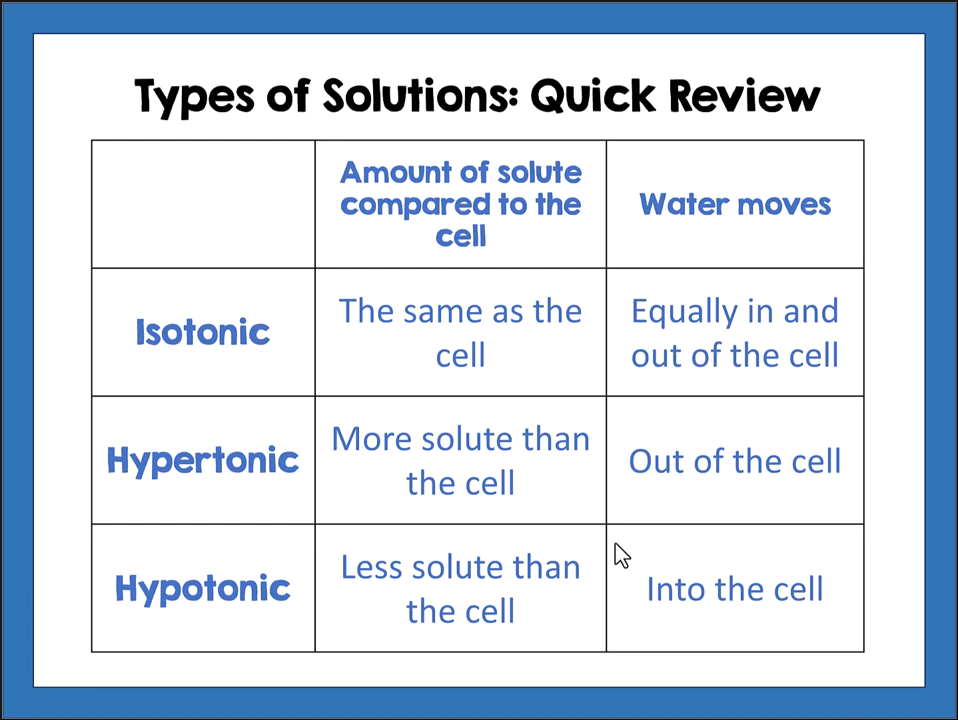 Types of Solutions: Quick Review
Amount of solute
compared to the
cell
Water moves
Isotonic
The same as the
cell
Equally in and
out of the cell
Hypertonic
More solute than
the cell
Out of the cell
Hypotonic
Less solute than
the cell
Into the cell